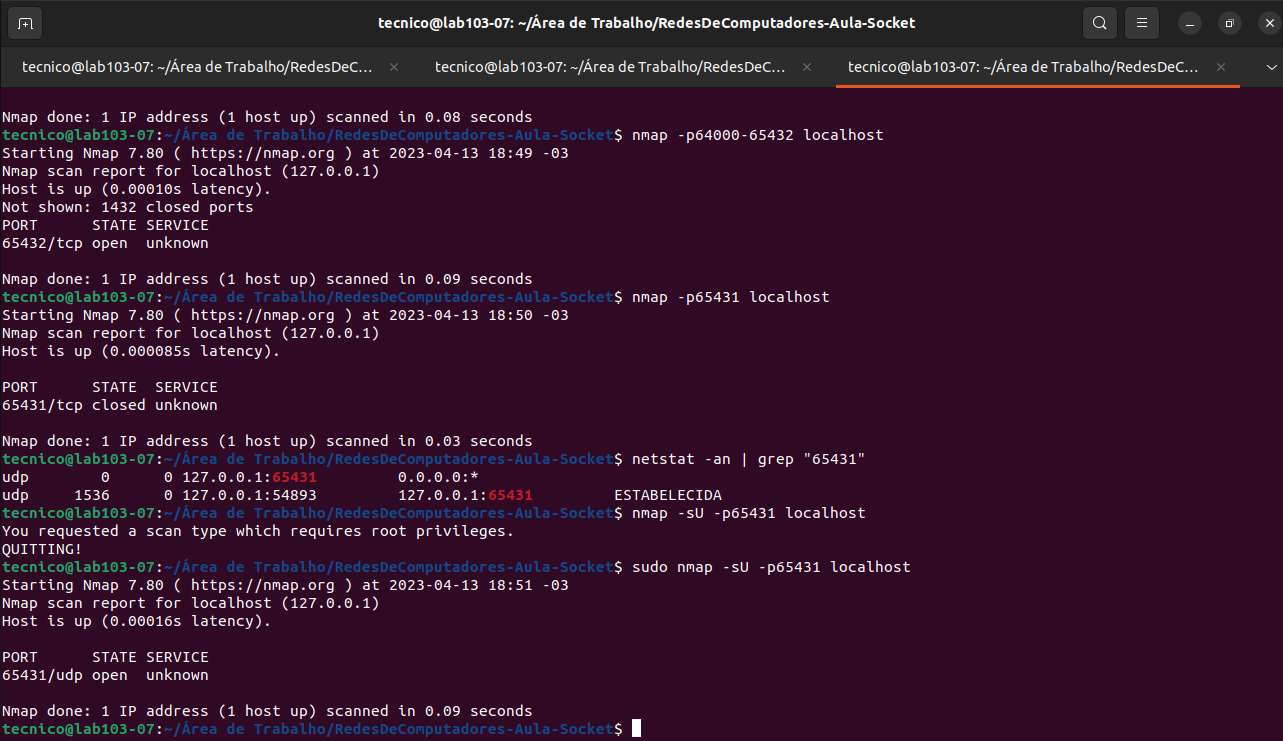 tecnico@lab103-07: ~/Área de Trabalho/RedesDeComputadores-Aula-Socket
tecnico@lab103-07: ~/Área de Trabalho/RedesDeC... × tecnico@lab103-07: ~/Área de Trabalho/RedesDeC... × tecnico@lab103-07: ~/Área de Trabalho/RedesDeC... ×
Nmap done: 1 IP address (1 host up) scanned in 0.08 seconds
tecnico@lab103-07:~/Área de Trabalho/RedesDeComputadores-Aula-Socket$ nmap -p64000-65432 localhost
Starting Nmap 7.80 ( https://nmap.org ) at 2023-04-13 18:49 -03
Nmap scan report for localhost (127.0.0.1)
Host is up (0.00010s latency).
Not shown: 1432 closed ports
PORT      STATE SERVICE
65432/tcp open  unknown
Nmap done: 1 IP address (1 host up) scanned in 0.09 seconds
tecnico@lab103-07:~/Área de Trabalho/RedesDeComputadores-Aula-Socket$ nmap -p65431 localhost
Starting Nmap 7.80 ( https://nmap.org ) at 2023-04-13 18:50 -03
Nmap scan report for localhost (127.0.0.1)
Host is up (0.000085s latency).
PORT      STATE  SERVICE
65431/tcp closed unknown
Nmap done: 1 IP address (1 host up) scanned in 0.03 seconds
tecnico@lab103-07:~/Área de Trabalho/RedesDeComputadores-Aula-Socket$ netstat -an | grep "65431"
udp        0      0 127.0.0.1:65431         0.0.0.0:*
udp     1536      0 127.0.0.1:54893         127.0.0.1:65431         ESTABELECIDA
tecnico@lab103-07:~/Área de Trabalho/RedesDeComputadores-Aula-Socket$ nmap -sU -p65431 localhost
You requested a scan type which requires root privileges.
QUITTING!
tecnico@lab103-07:~/Área de Trabalho/RedesDeComputadores-Aula-Socket$ sudo nmap -sU -p65431 localhost
Starting Nmap 7.80 ( https://nmap.org ) at 2023-04-13 18:51 -03
Nmap scan report for localhost (127.0.0.1)
Host is up (0.00016s latency).
PORT      STATE SERVICE
65431/udp open  unknown
Nmap done: 1 IP address (1 host up) scanned in 0.09 seconds
tecnico@lab103-07:~/Área de Trabalho/RedesDeComputadores-Aula-Socket$